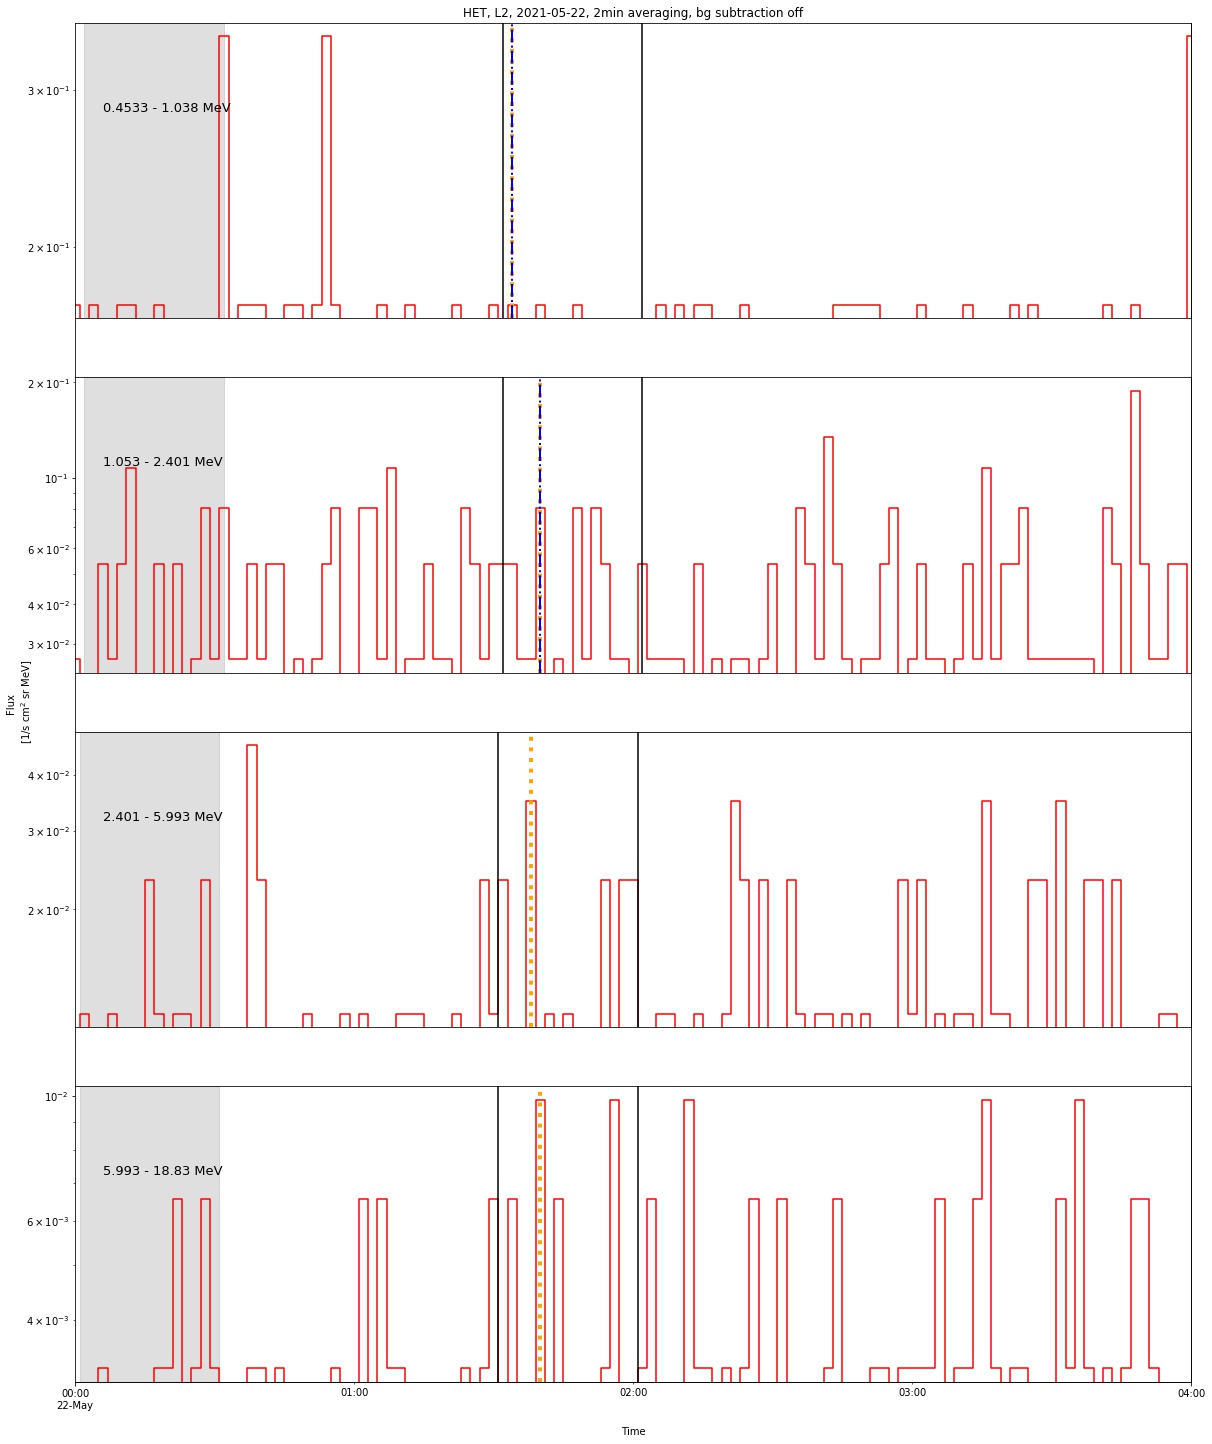 HET, L2, 2021-05-22, 2min averaging, bg subtraction off
3 × 10⁻¹
0.4533 - 1.038 MeV
2 × 10⁻¹
2 × 10⁻¹
1.053 - 2.401 MeV
10⁻¹
6 × 10⁻²
4 × 10⁻²
3 × 10⁻²
Flux
[1/s cm² sr MeV]
4 × 10⁻²
3 × 10⁻²
2.401 - 5.993 MeV
2 × 10⁻²
10⁻²
5.993 - 18.83 MeV
6 × 10⁻³
4 × 10⁻³
00:00 01:00 02:00 03:00 04:00
22-May
Time